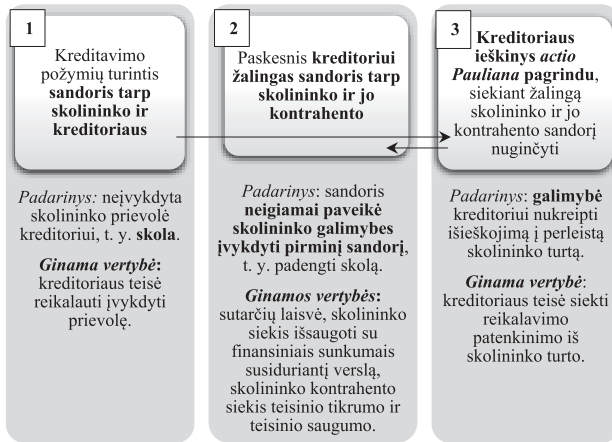 1
Kreditavimo
požymių turintis
sandoris tarp
skolininko ir
kreditoriaus
Padarinys: neįvykdyta
skolininko prievolė
kreditoriui, t. y. skola.
Ginama vertybė:
kreditoriaus teisė
reikalauti įvykdyti
prievolę.
2
Paskesnis kreditoriui
žalingas sandoris tarp
skolininko ir jo
kontrahento
Padarinys: sandoris
neigiamai paveikė
skolininko galimybes
įvykdyti pirminį sandorį,
t. y. padengti skolą.
Ginamos vertybės:
sutarčių laisvė, skolininko
siekis išsaugoti su
finansiniais sunkumais
susiduriantį verslą,
skolininko kontrahento
siekis teisinio tikrumo ir
teisinio saugumo.
3
Kreditoriaus
ieškinys actio
Pauliana pagrindu,
siekiant žalingą
skolininko ir jo
kontrahento sandorį
nuginčyti
Padarinys: galimybė
kreditoriui nukreipti
išieškojimą į perleistą
skolininko turtą.
Ginama vertybė:
kreditoriaus teisė siekti
reikalavimo
patenkinimo iš
skolininko turto.